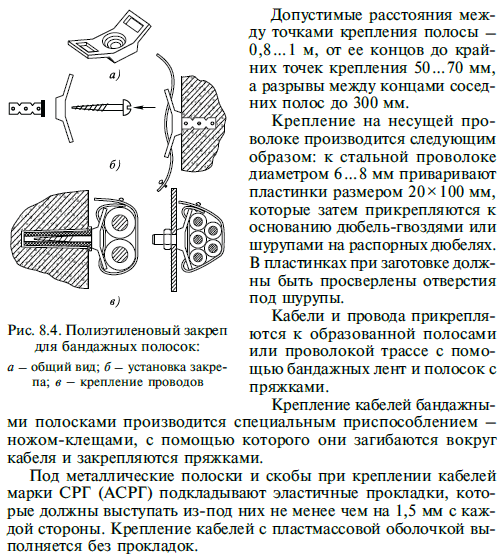 Допустимые расстояния меж-
ду точками крепления полосы –
0,8...1 м, от ее концов до край-
них точек крепления 50...70 мм,
а разрывы между концами сосед-
них полос до 300 мм.
Крепление на несущей про-
волоке производится следующим
образом: к стальной проволоке
диаметром 6...8 мм приваривают
пластинки размером 20×100 мм,
которые затем прикрепляются к
основанию дюбель-гвоздями или
шурупами на распорных дюбелях.
В пластинках при заготовке долж-
ны быть просверлены отверстия
под шурупы.
Кабели и провода прикрепля-
ются к образованной полосами
или проволокой трассе с помо-
щью бандажных лент и полосок с
пряжками.
Крепление кабелей бандажны-
а)
б)
в)
Рис. 8.4. Полиэтиленовый закреп
для бандажных полосок:
а – общий вид; б – установка закре-
па; в – крепление проводов
ми полосками производится специальным приспособлением –
ножом-клещами, с помощью которого они загибаются вокруг
кабеля и закрепляются пряжками.
Под металлические полоски и скобы при креплении кабелей
марки СРГ (АСРГ) подкладывают эластичные прокладки, кото-
рые должны выступать из-под них не менее чем на 1,5 мм с каж-
дой стороны. Крепление кабелей с пластмассовой оболочкой вы-
полняется без прокладок.